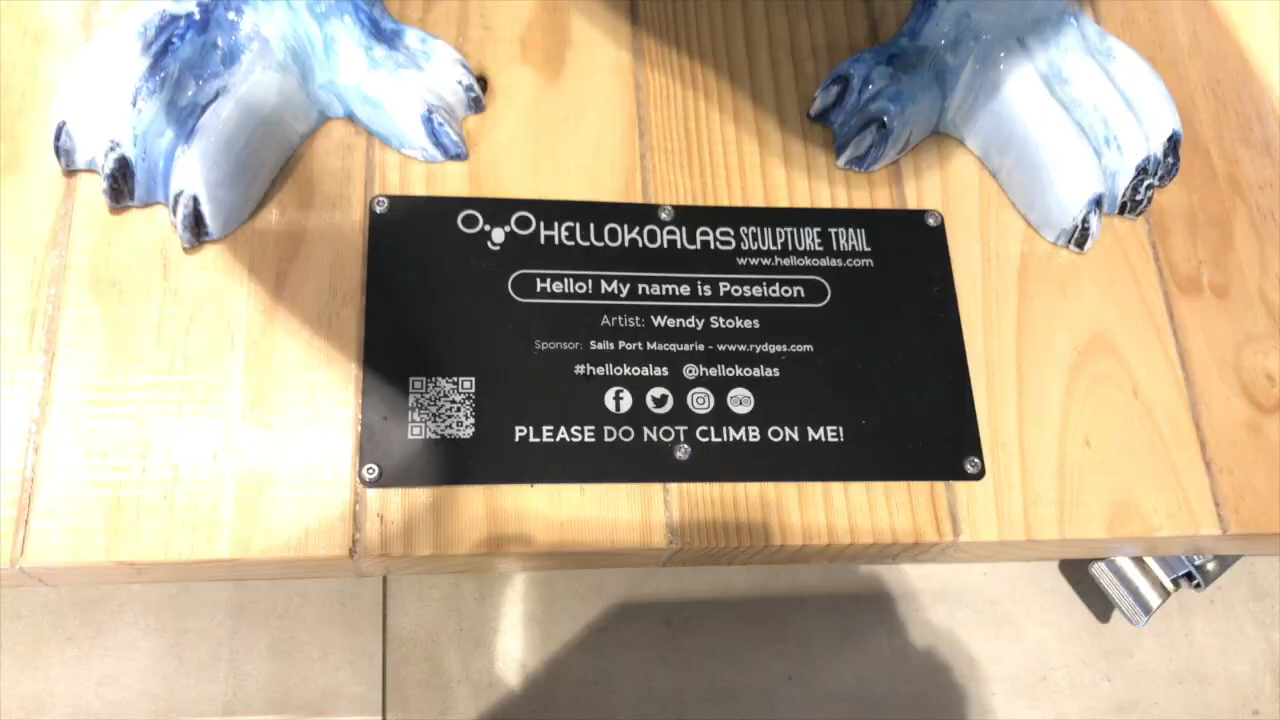 HELLOKOALAS SCULPTURE TRAIL
www.hellokoalas.com
Hello! My name is Poseidon
Artist: Wendy Stokes
Sponsor: Sails Port Macquarie - www.rydges.com
#hellokoalas @hellokoalas
PLEASE DO NOT CLIMB ON ME!